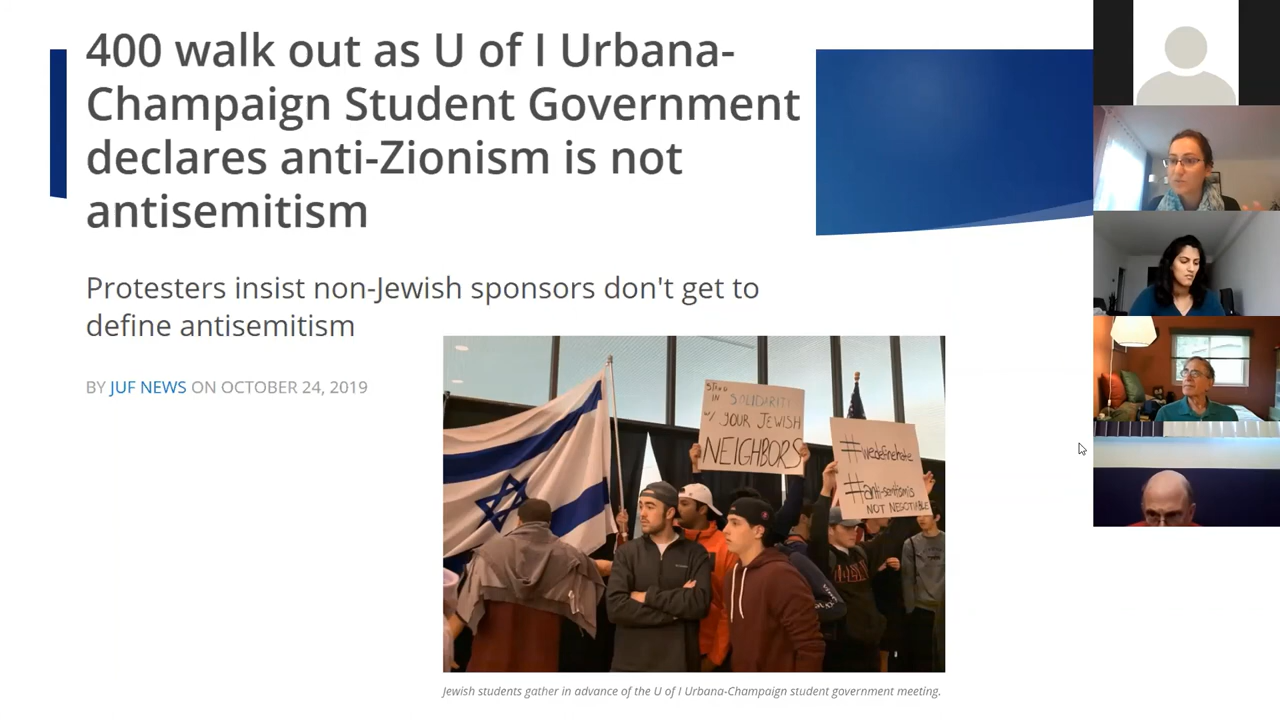 400 walk out as U of I Urbana-
Champaign Student Government
declares anti-Zionism is not
antisemitism
Protesters insist non-Jewish sponsors don't get to
define antisemitism
BY JUF NEWS ON OCTOBER 24, 2019
IN SOLIDARITY
W/ YOUR JEWISH
NEIGHBORS
#wedefinehate
#anti-semitism is
NOT NEGOTIABLE
Jewish students gather in advance of the U of I Urbana-Champaign student government meeting.